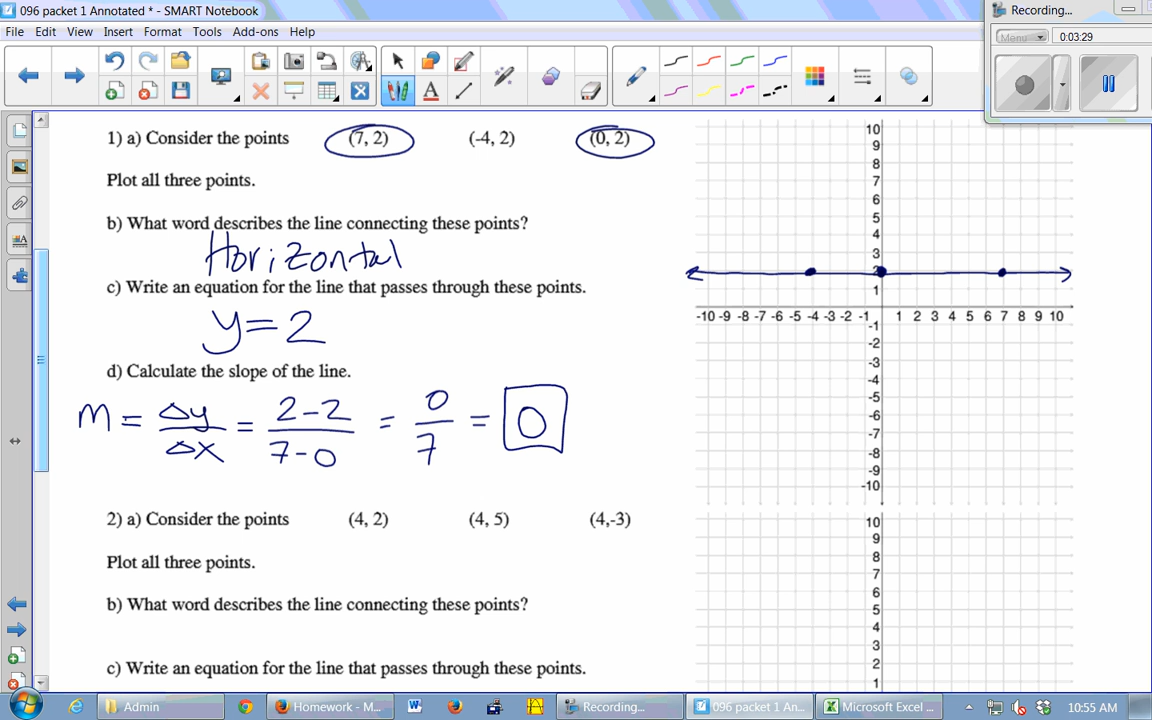 096 packet 1 Annotated * - SMART Notebook
Recording...
File Edit View Insert Format Tools Add-ons Help
Menu 0:03:29
1) a) Consider the points (7, 2) (-4, 2) (0, 2)
Plot all three points.
b) What word describes the line connecting these points?
Horizontal
c) Write an equation for the line that passes through these points.
y = 2
d) Calculate the slope of the line.
m = Δy/Δx = 2-2/7-0 = 0/7 = 0
10
9
8
7
6
5
4
3
2
1
-10 -9 -8 -7 -6 -5 -4 -3 -2 -1 1 2 3 4 5 6 7 8 9 10
-1
-2
-3
-4
-5
-6
-7
-8
-9
-10
2) a) Consider the points (4, 2) (4, 5) (4,-3)
Plot all three points.
b) What word describes the line connecting these points?
c) Write an equation for the line that passes through these points.
10
9
8
7
6
5
4
3
2
1
Admin Homework - M... Recording... 096 packet 1 An... Microsoft Excel ... 10:55 AM